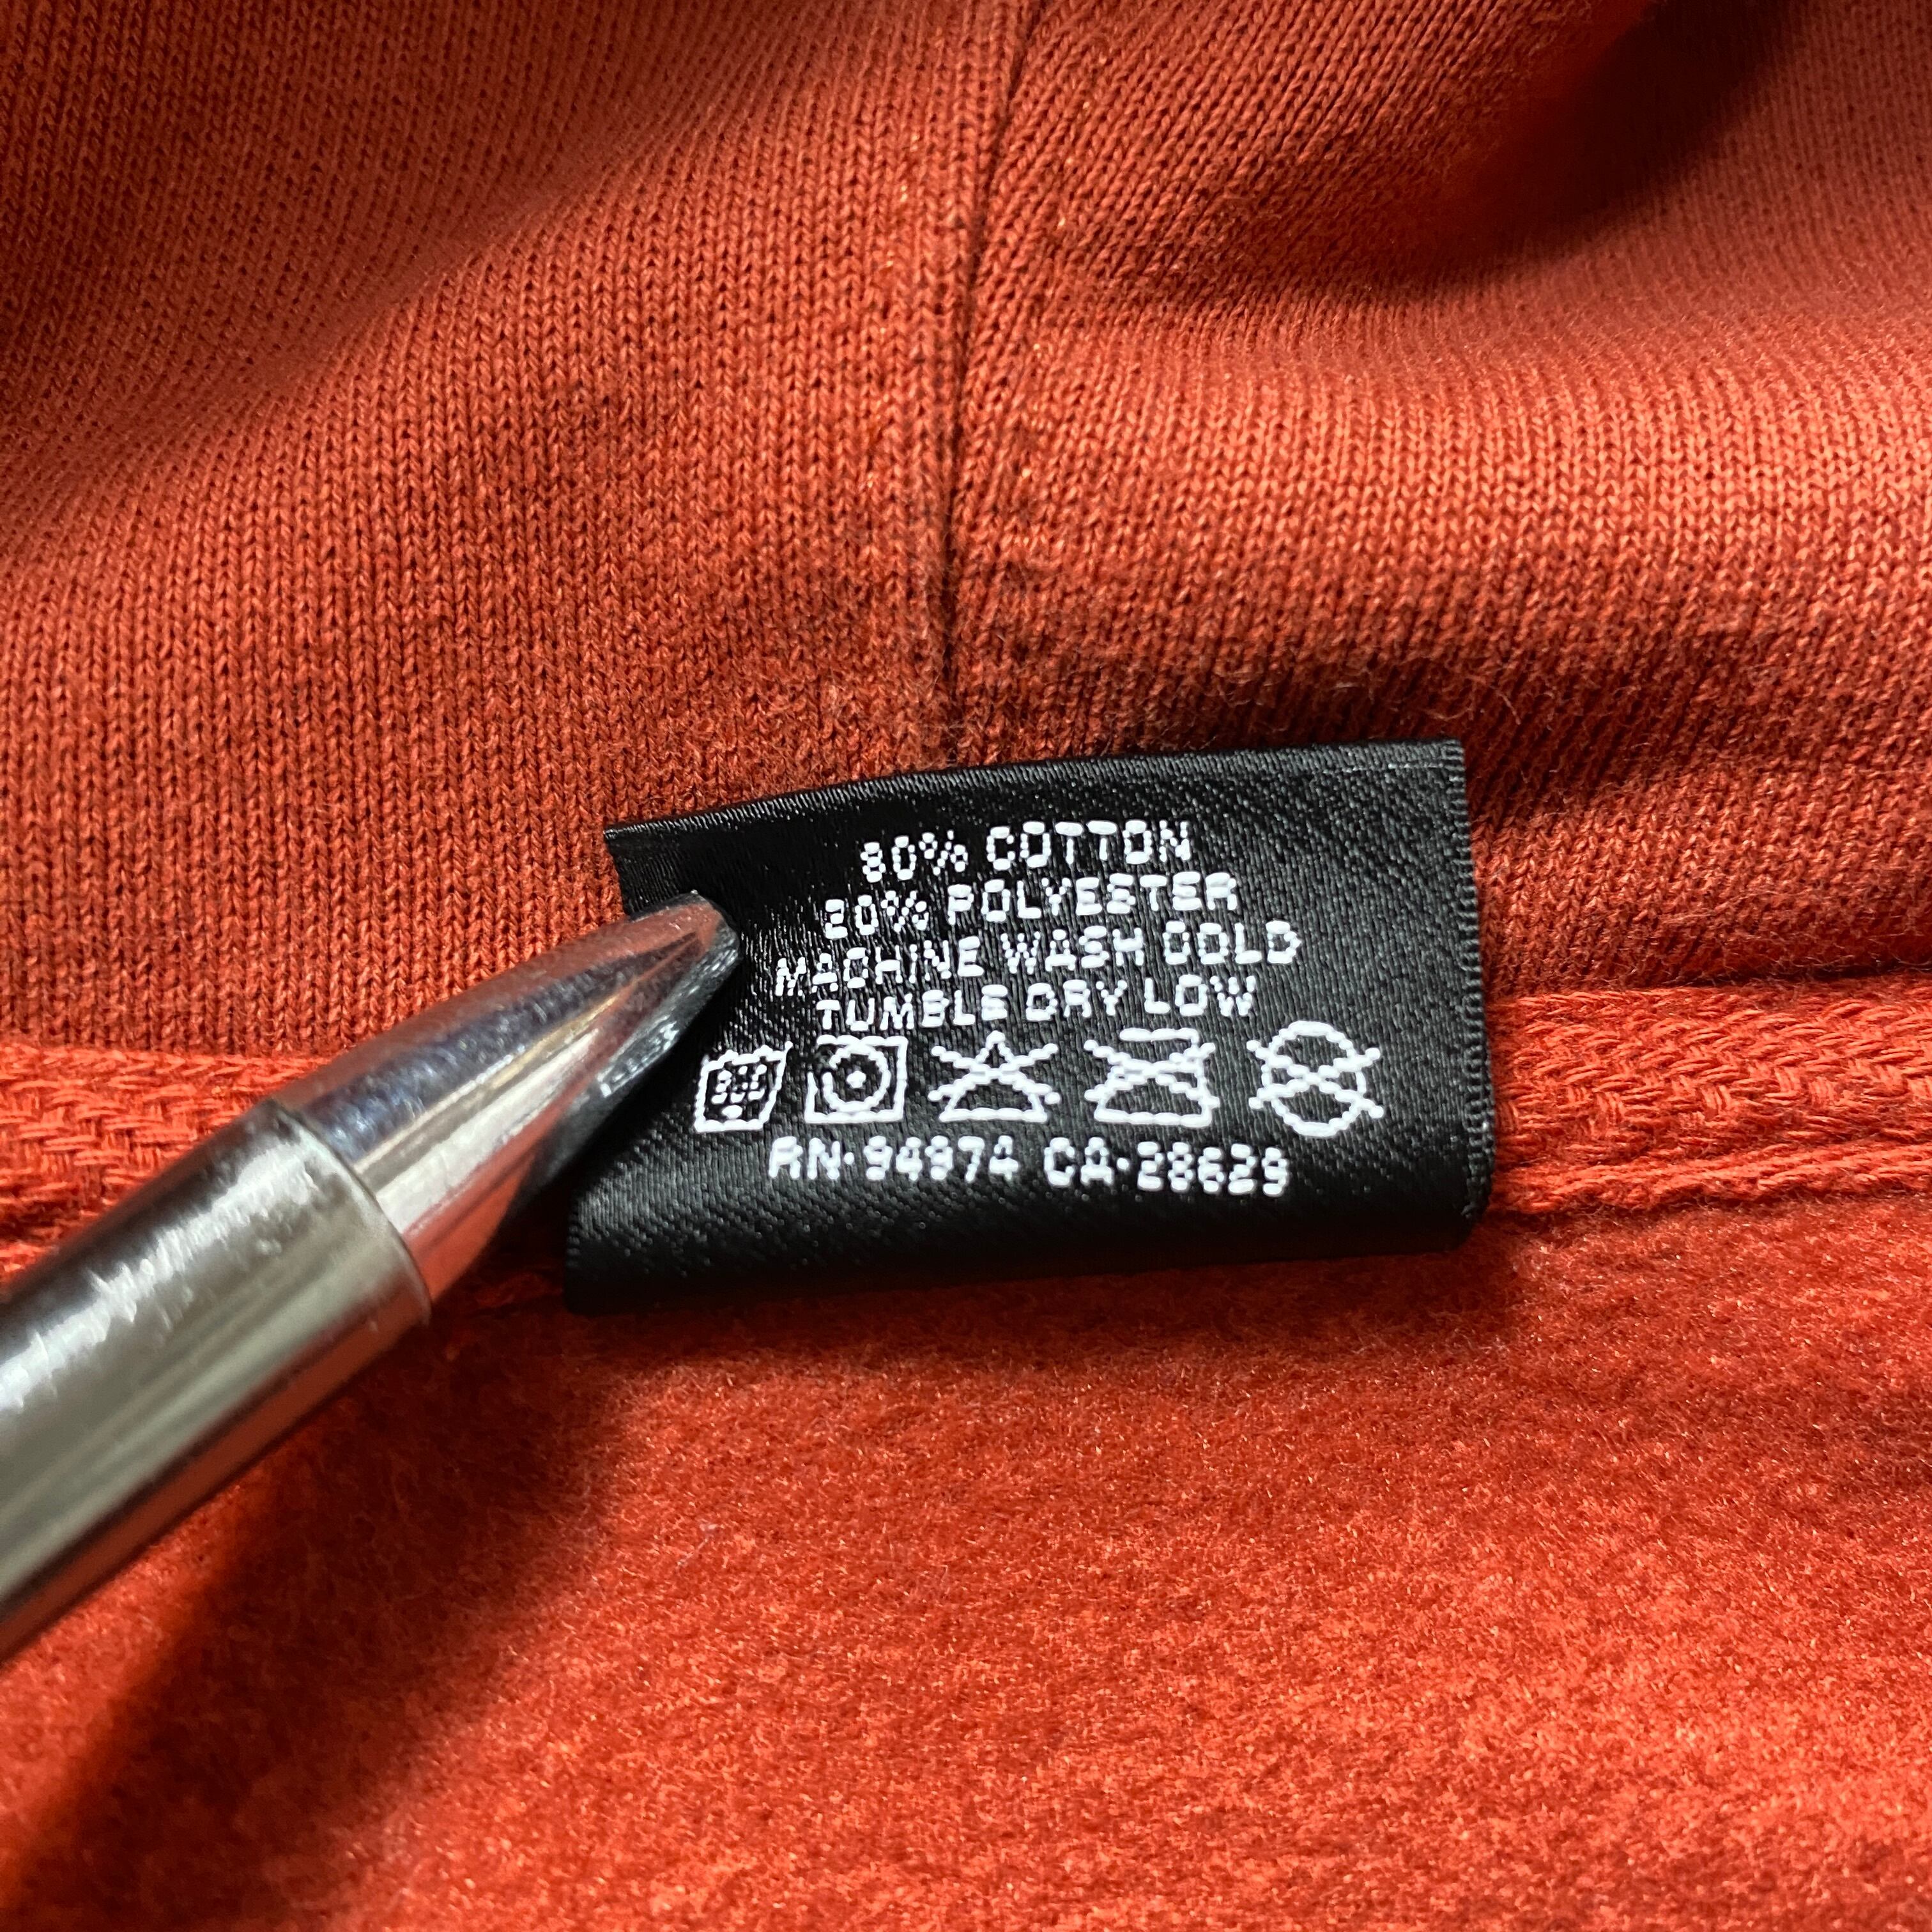 80% COTTON
20% POLYESTER
MACHINE WASH COLD
TUMBLE DRY LOW
RN·94974 CA·28629